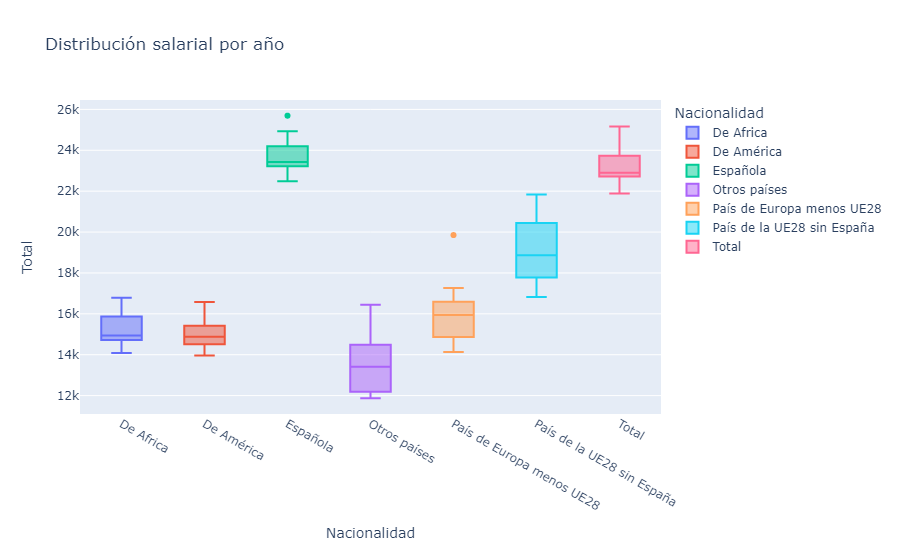 Distribución salarial por año
Total
26k
24k
22k
20k
18k
16k
14k
12k
De Africa
De América
Española
Otros países
País de Europa menos UE28
País de la UE28 sin España
Total
Nacionalidad
Nacionalidad
De Africa
De América
Española
Otros países
País de Europa menos UE28
País de la UE28 sin España
Total